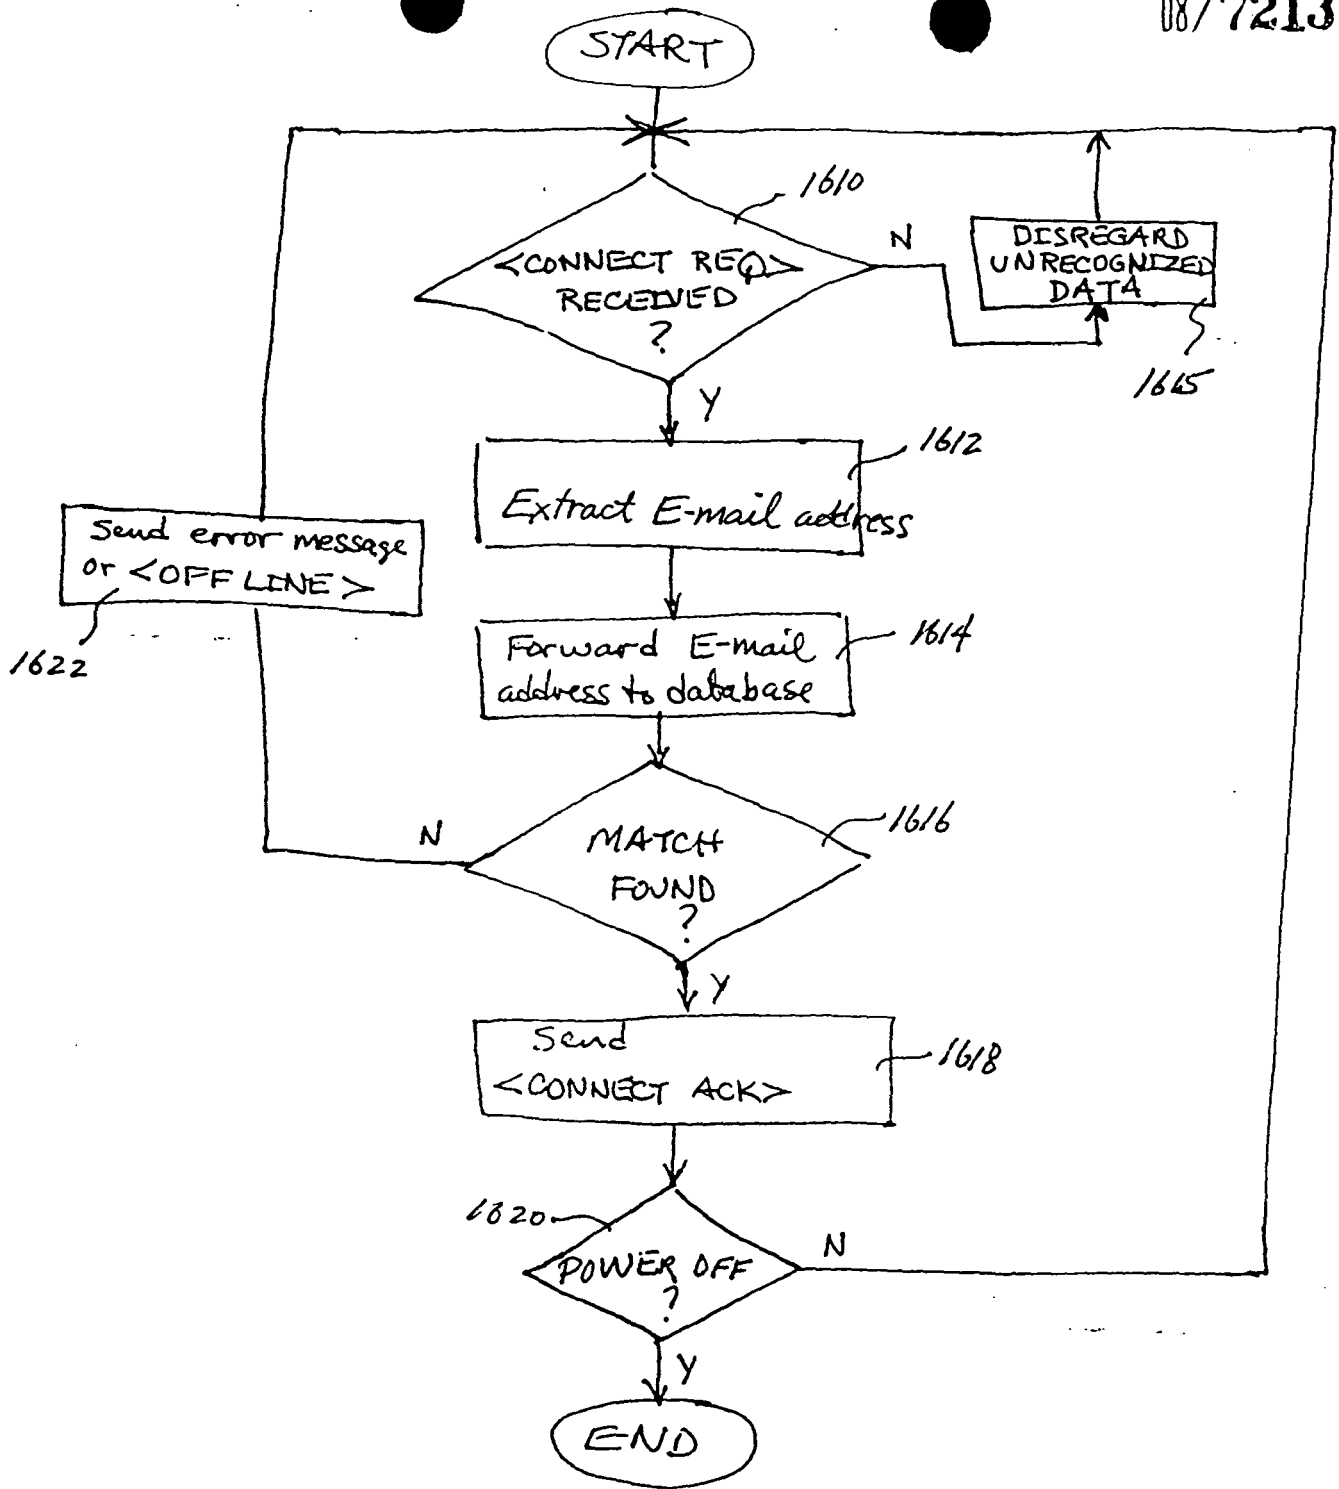 08/7213
START
1610
<CONNECT REQ>
RECEIVED
?
N
DISREGARD
UNRECOGNIZED
DATA
1615
Y
1612
Extract E-mail address
Send error message
or <OFF LINE>
1622
1614
Forward E-mail
address to database
1616
N
MATCH
FOUND
?
Y
Send
<CONNECT ACK>
1618
1620
POWER OFF
?
N
Y
END